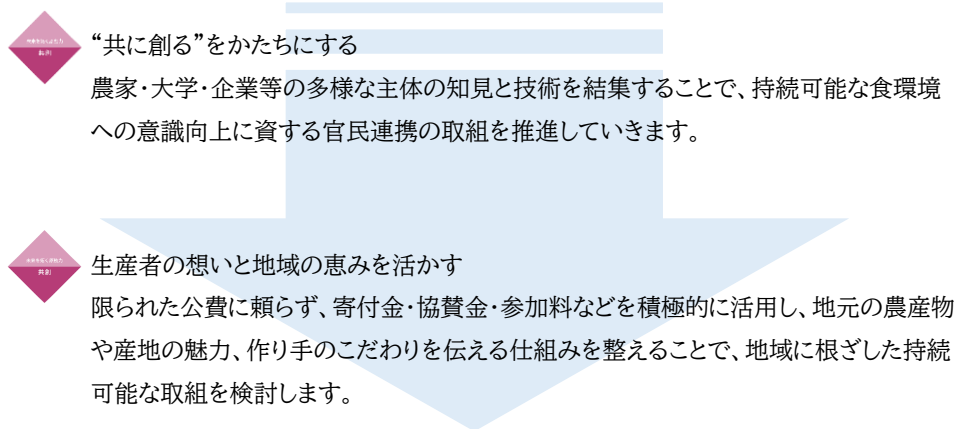 “共に創る”をかたちにする
農家・大学・企業等の多様な主体の知見と技術を結集することで、持続可能な食環境
への意識向上に資する官民連携の取組を推進していきます。
生産者の想いと地域の恵みを活かす
共創
限られた公費に頼らず、寄付金・協賛金・参加料などを積極的に活用し、地元の農産物
や産地の魅力、作り手のこだわりを伝える仕組みを整えることで、地域に根ざした持続
可能な取組を検討します。